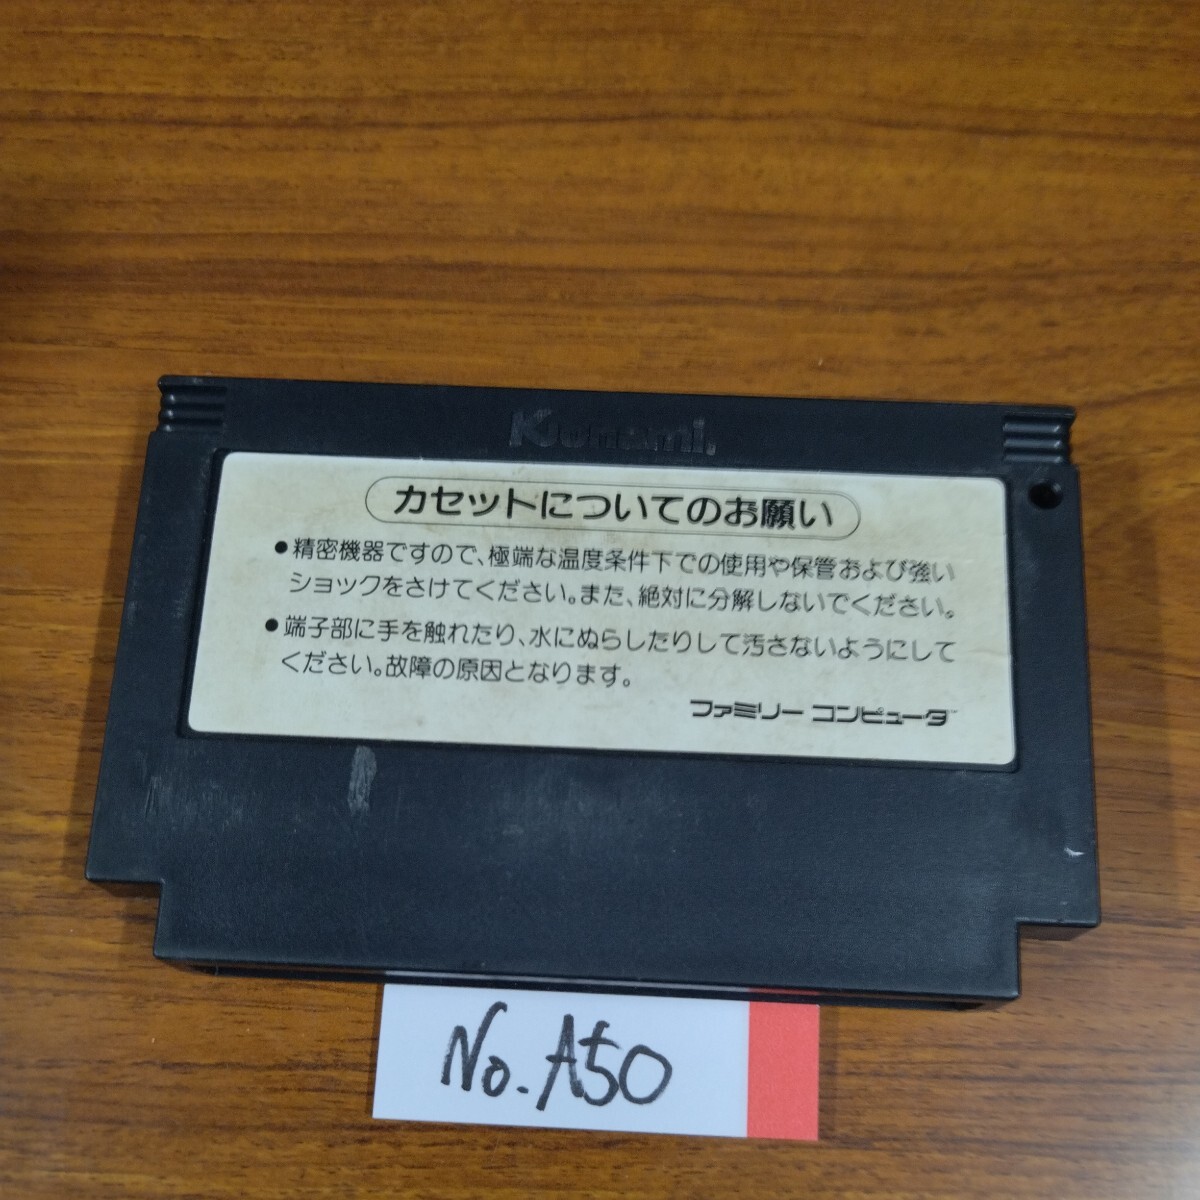 Konami
カセットについてのお願い
●精密機器ですので、極端な温度条件下での使用や保管および強い
ショックをさけてください。また、絶対に分解しないでください。
●端子部に手を触れたり、水にぬらしたりして汚さないようにして
ください。故障の原因となります。
ファミリー コンピュータ™
No. A50